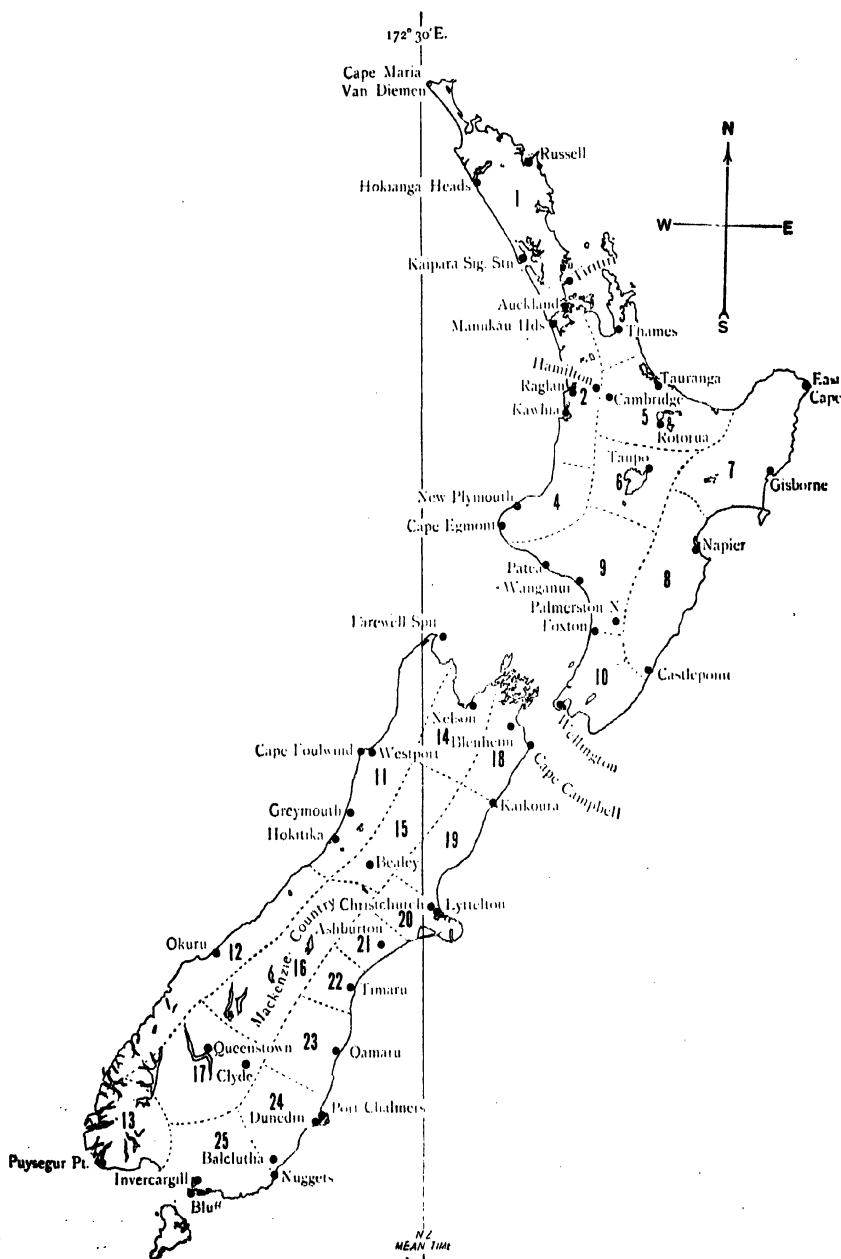 172° 30′ E.
Cape Maria
Van Diemen
Russell
N
Hokianga Heads
1
W
E
Kaipara Sig. Stn
Tiritiri
Auckland
3
S
Manukau Hds
Thames
Hamilton
Tauranga
East
Cape
Raglan
2
Cambridge
Kawhia
5
Rotorua
Taupo
7
6
Gisborne
New Plymouth
4
Cape Egmont
Napier
Patea
9
8
Wanganui
Palmerston N
Foxton
Farewell Spit
10
Castlepoint
Nelson
Wellington
14
Blenheim
18
Cape Foulwind
Westport
Cape Campbell
11
Kaikoura
Greymouth
Hokitika
15
19
Bealey
Christchurch
Lyttelton
20
Mackenzie Country
Ashburton
21
Okuru
12
16
22
Timaru
Queenstown
23
Oamaru
17
Clyde
24
Port Chalmers
Dunedin
13
25
Balclutha
Puysegur Pt.
Invercargill
Nuggets
Bluff
N Z
MEAN TIME